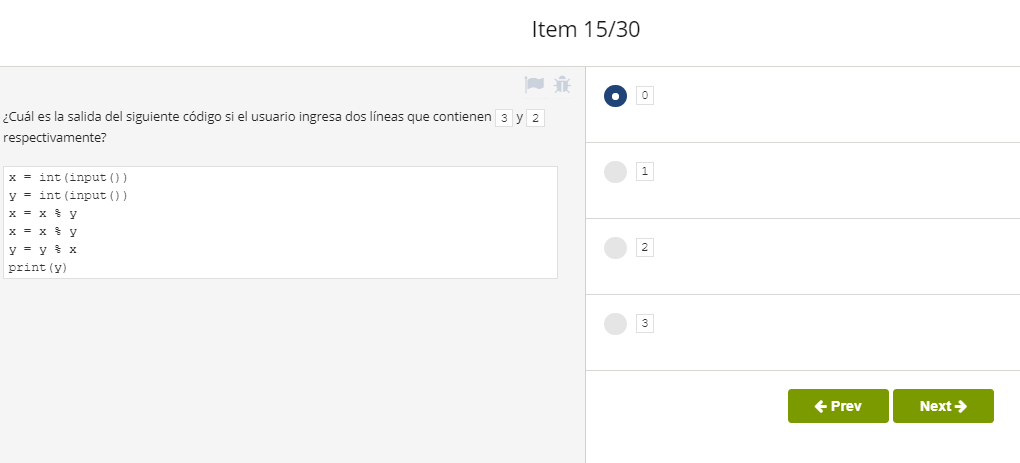 Item 15/30
¿Cuál es la salida del siguiente código si el usuario ingresa dos líneas que contienen 3 y 2
respectivamente?
x = int(input())
y = int(input())
x = x % y
x = x % y
y = y % x
print(y)
0
1
2
3
Prev
Next